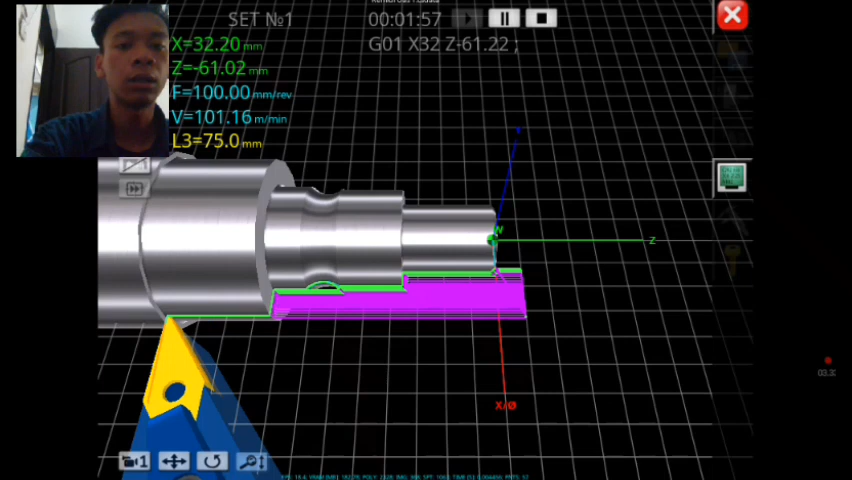 SET №1
00:01:57
X=32.20 mm
G01 X32 Z-61.22 ;
Z=-61.02 mm
F=100.00 mm/rev
V=101.16 m/min
L3=75.0 mm
W
Z
X/Ø
1